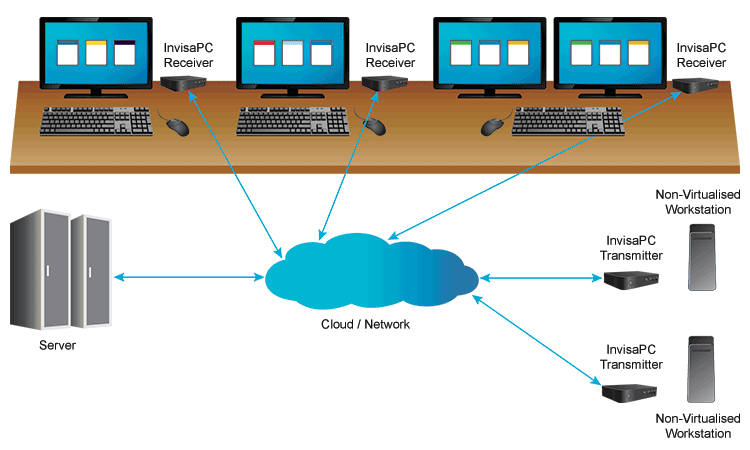 InvisaPC
Receiver
InvisaPC
Receiver
InvisaPC
Receiver
Non-Virtualised
Workstation
InvisaPC
Transmitter
Server
Cloud / Network
InvisaPC
Transmitter
Non-Virtualised
Workstation